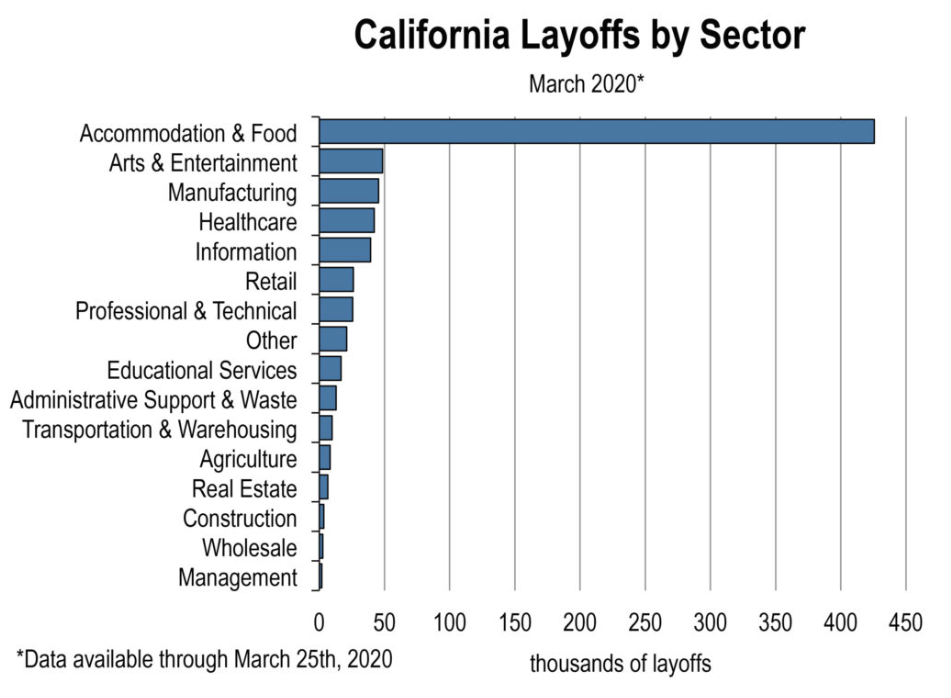 California Layoffs by Sector
March 2020*
Accommodation & Food
Arts & Entertainment
Manufacturing
Healthcare
Information
Retail
Professional & Technical
Other
Educational Services
Administrative Support & Waste
Transportation & Warehousing
Agriculture
Real Estate
Construction
Wholesale
Management
0 50 100 150 200 250 300 350 400 450
*Data available through March 25th, 2020
thousands of layoffs